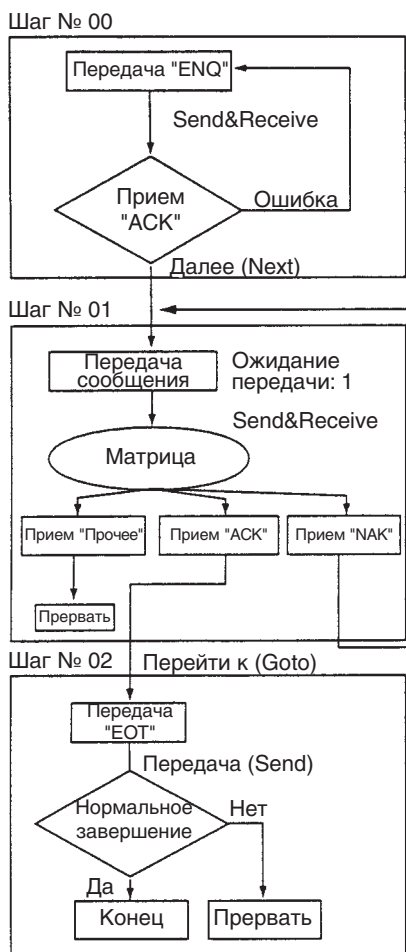 Шаг № 00
Передача "ENQ"
Send&Receive
Прием
"ACK"
Ошибка
Далее (Next)
Шаг № 01
Передача
сообщения
Ожидание
передачи: 1
Send&Receive
Матрица
Прием "Прочее"
Прием "ACK"
Прием "NAK"
Прервать
Шаг № 02
Перейти к (Goto)
Передача
"EOT"
Передача (Send)
Нормальное
завершение
Нет
Да
Конец
Прервать